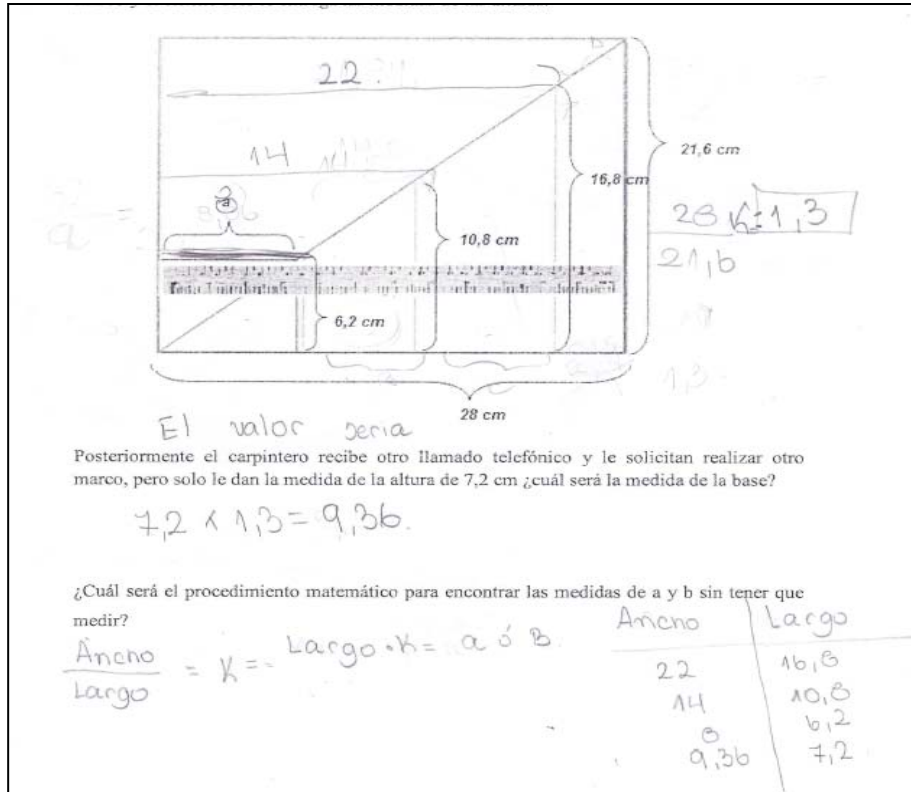 22
14
a
21,6 cm
16,8 cm
10,8 cm
6,2 cm
28 cm
28 K=1,3
21,6
1,3
El valor seria
Posteriormente el carpintero recibe otro llamado telefónico y le solicitan realizar otro
marco, pero solo le dan la medida de la altura de 7,2 cm ¿cuál será la medida de la base?
7,2 x 1,3 = 9,36.
¿Cuál será el procedimiento matemático para encontrar las medidas de a y b sin tener que
medir?
Ancho
Largo
= K =
Largo • K = a ó B
Ancho Largo
22 16,8
14 10,8
8 6,2
9,36 7,2